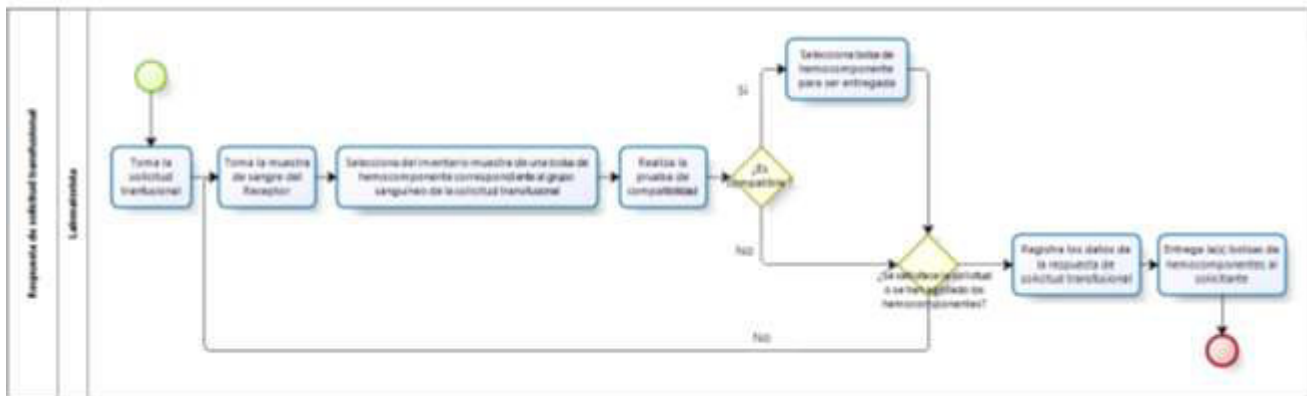 Respuesta de solicitud transfusional
Laboratorista
Toma la
solicitud
tranfusional
Toma la muestra
de sangre del
Receptor
Selecciona del inventario muestra de una bolsa de
hemocomponente correspondiente al grupo
sanguíneo de la solicitud transfusional
Realiza la
prueba de
compatibilidad
¿Es
compatible?
Si
Selecciona bolsa de
hemocomponente
para ser entregada
No
¿Se satisface la solicitud
o se han agotado los
hemocomponentes?
No
Registra los datos de
la respuesta de
solicitud transfusional
Entrega la(s) bolsas de
hemocomponentes al
solicitante